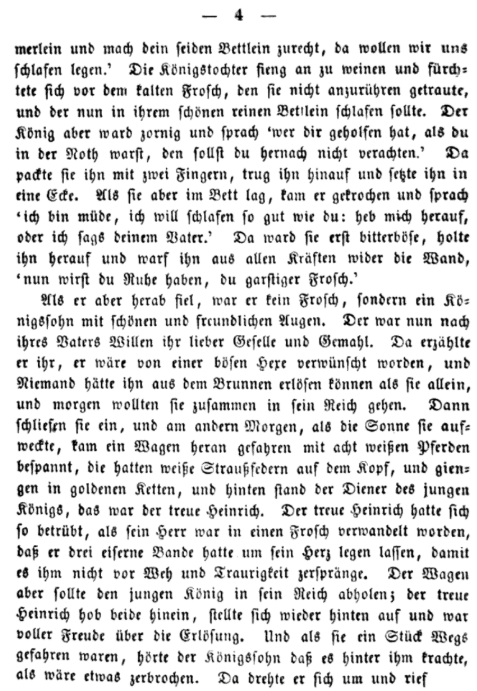 — 4 —
merlein und mach dein seiden Bettlein zurecht, da wollen wir uns
schlafen legen.’ Die Königstochter fieng an zu weinen und fürch-
tete sich vor dem kalten Frosch, den sie nicht anzurühren getraute,
und der nun in ihrem schönen reinen Bettlein schlafen sollte. Der
König aber ward zornig und sprach ‘wer dir geholfen hat, als du
in der Noth warst, den sollst du hernach nicht verachten.’ Da
packte sie ihn mit zwei Fingern, trug ihn hinauf und setzte ihn in
eine Ecke. Als sie aber im Bett lag, kam er gekrochen und sprach
‘ich bin müde, ich will schlafen so gut wie du: heb mich herauf,
oder ich sags deinem Vater.’ Da ward sie erst bitterböse, holte
ihn herauf und warf ihn aus allen Kräften wider die Wand,
‘nun wirst du Ruhe haben, du garstiger Frosch.’
Als er aber herab fiel, war er kein Frosch, sondern ein Kö-
nigssohn mit schönen und freundlichen Augen. Der war nun nach
ihres Vaters Willen ihr lieber Geselle und Gemahl. Da erzählte
er ihr, er wäre von einer bösen Hexe verwünscht worden, und
Niemand hätte ihn aus dem Brunnen erlösen können als sie allein,
und morgen wollten sie zusammen in sein Reich gehen. Dann
schliefen sie ein, und am andern Morgen, als die Sonne sie auf-
weckte, kam ein Wagen heran gefahren mit acht weißen Pferden
bespannt, die hatten weiße Straußfedern auf dem Kopf, und gien-
gen in goldenen Ketten, und hinten stand der Diener des jungen
Königs, das war der treue Heinrich. Der treue Heinrich hatte sich
so betrübt, als sein Herr war in einen Frosch verwandelt worden,
daß er drei eiserne Bande hatte um sein Herz legen lassen, damit
es ihm nicht vor Weh und Traurigkeit zerspränge. Der Wagen
aber sollte den jungen König in sein Reich abholen; der treue
Heinrich hob beide hinein, stellte sich wieder hinten auf und war
voller Freude über die Erlösung. Und als sie ein Stück Wegs
gefahren waren, hörte der Königssohn daß es hinter ihm krachte,
als wäre etwas zerbrochen. Da drehte er sich um und rief